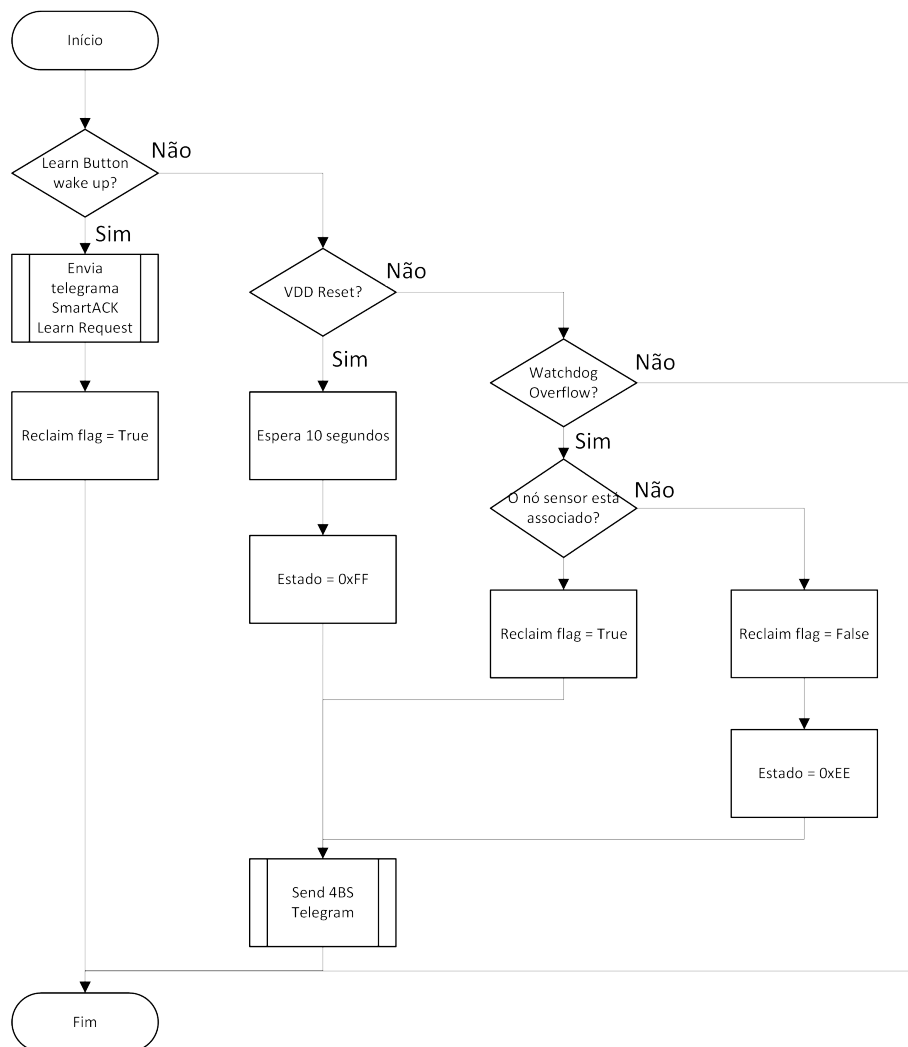 Início
Learn Button
wake up?
Não
Sim
Envia
telegrama
SmartACK
Learn Request
Reclaim flag = True
VDD Reset?
Não
Sim
Espera 10 segundos
Estado = 0xFF
Watchdog
Overflow?
Não
Sim
O nó sensor está
associado?
Não
Reclaim flag = True
Reclaim flag = False
Estado = 0xEE
Send 4BS
Telegram
Fim